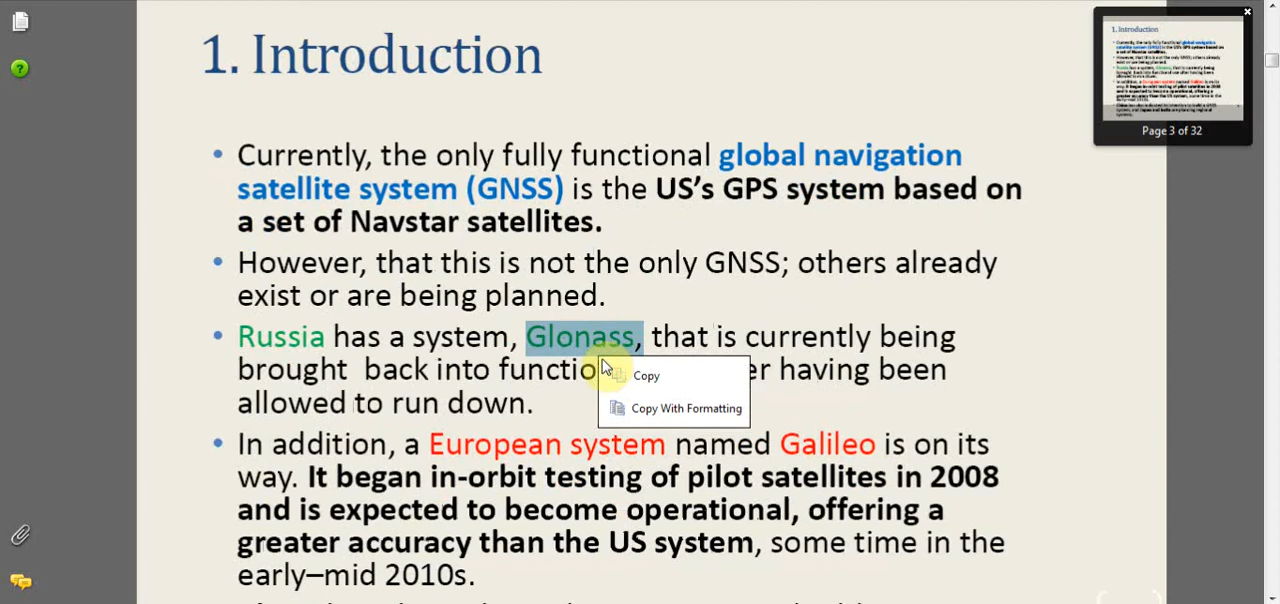 1. Introduction
• Currently, the only fully functional global navigation
satellite system (GNSS) is the US's GPS system based on
a set of Navstar satellites.
• However, that this is not the only GNSS; others already
exist or are being planned.
• Russia has a system, Glonass, that is currently being
brought back into functio er having been
allowed to run down.
Copy
Copy With Formatting
• In addition, a European system named Galileo is on its
way. It began in-orbit testing of pilot satellites in 2008
and is expected to become operational, offering a
greater accuracy than the US system, some time in the
early–mid 2010s.
1. Introduction
Page 3 of 32